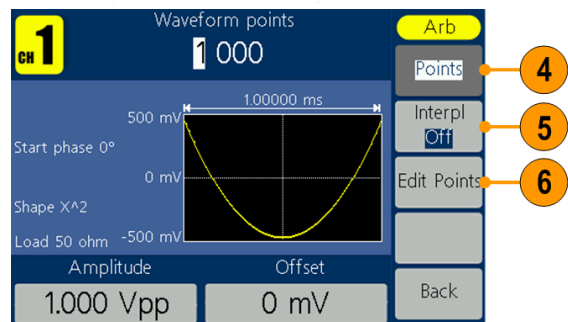 CH 1
Waveform points
1 000
Arb
Points
4
Interpl
Off
5
Edit Points
6
Back
1.00000 ms
500 mV
Start phase 0°
0 mV
Shape X^2
Load 50 ohm
-500 mV
Amplitude
Offset
1.000 Vpp
0 mV